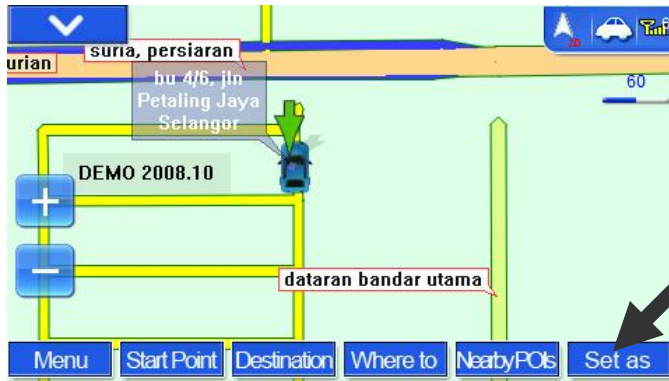 suria, persiaran
urian
bu 4/6, jln
Petaling Jaya
Selangor
2D
60
DEMO 2008.10
+
−
dataran bandar utama
Menu
Start Point
Destination
Where to
NearbyPOIs
Set as